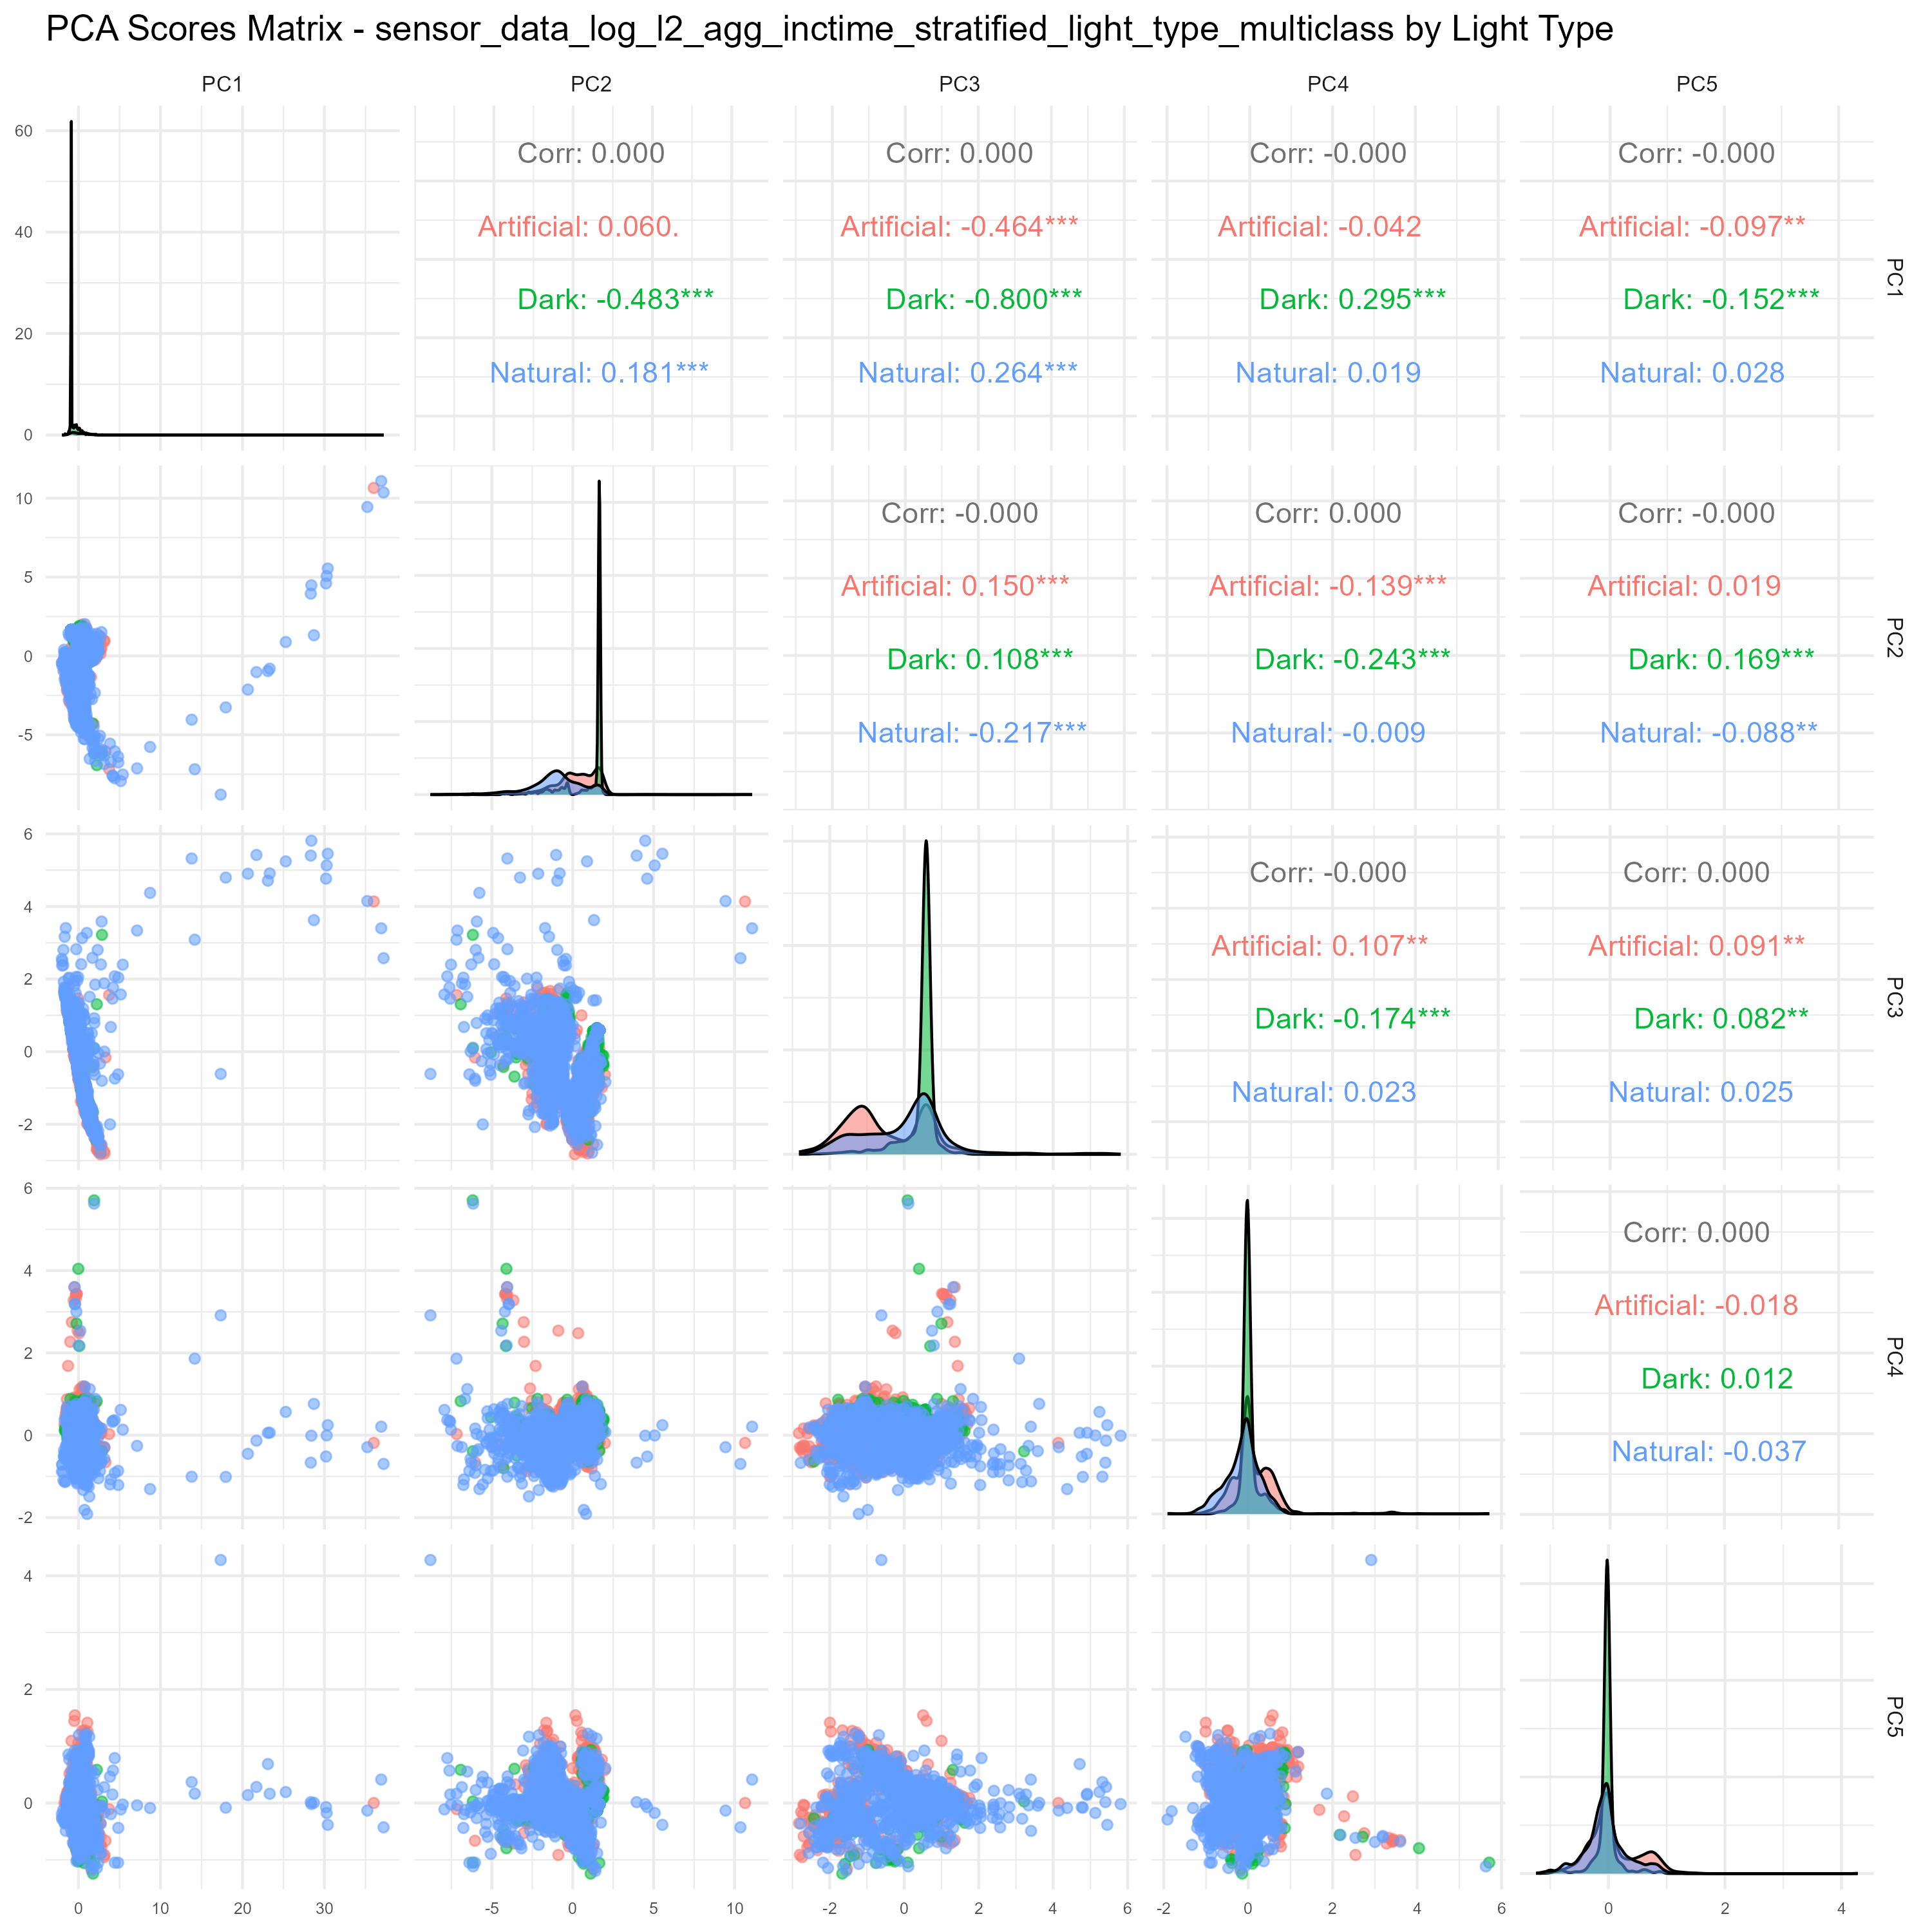 PCA Scores Matrix - sensor_data_log_l2_agg_inctime_stratified_light_type_multiclass by Light Type
PC1 PC2 PC3 PC4 PC5
60
40
20
0
Corr: 0.000
Artificial: 0.060.
Dark: -0.483***
Natural: 0.181***
Corr: 0.000
Artificial: -0.464***
Dark: -0.800***
Natural: 0.264***
Corr: -0.000
Artificial: -0.042
Dark: 0.295***
Natural: 0.019
Corr: -0.000
Artificial: -0.097**
Dark: -0.152***
Natural: 0.028
PC1
10
5
0
-5
Corr: -0.000
Artificial: 0.150***
Dark: 0.108***
Natural: -0.217***
Corr: 0.000
Artificial: -0.139***
Dark: -0.243***
Natural: -0.009
Corr: -0.000
Artificial: 0.019
Dark: 0.169***
Natural: -0.088**
PC2
6
4
2
0
-2
Corr: -0.000
Artificial: 0.107**
Dark: -0.174***
Natural: 0.023
Corr: 0.000
Artificial: 0.091**
Dark: 0.082**
Natural: 0.025
PC3
6
4
2
0
-2
Corr: 0.000
Artificial: -0.018
Dark: 0.012
Natural: -0.037
PC4
4
2
0
PC5
0 10 20 30
-5 0 5 10
-2 0 2 4 6
-2 0 2 4 6
0 2 4